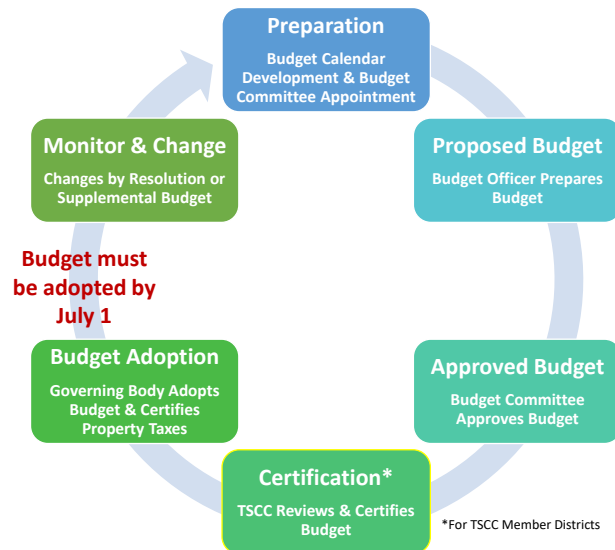 Preparation
Budget Calendar
Development & Budget
Committee Appointment
Proposed Budget
Budget Officer Prepares
Budget
Approved Budget
Budget Committee
Approves Budget
Certification*
TSCC Reviews & Certifies
Budget
*For TSCC Member Districts
Budget Adoption
Governing Body Adopts
Budget & Certifies
Property Taxes
Budget must
be adopted by
July 1
Monitor & Change
Changes by Resolution or
Supplemental Budget